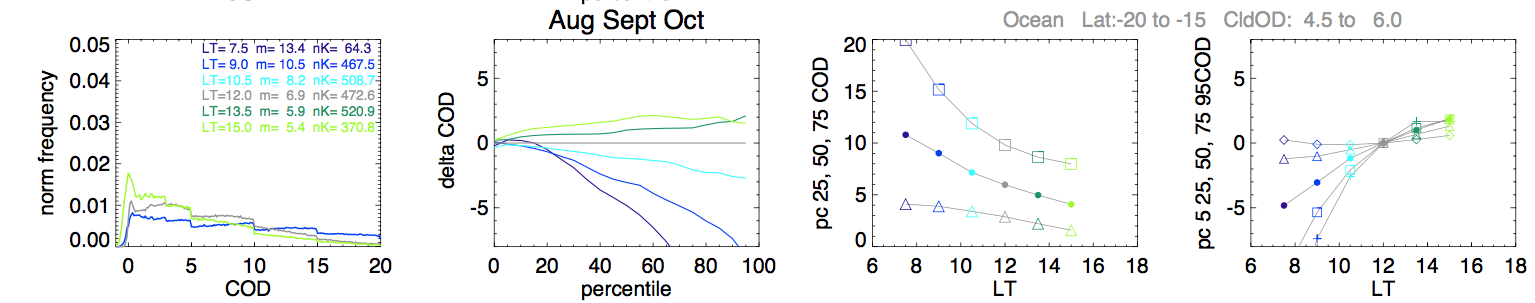 Aug Sept Oct
Ocean Lat:-20 to -15 CldOD: 4.5 to 6.0
norm frequency
0.05
0.04
0.03
0.02
0.01
0.00
LT= 7.5 m= 13.4 nK= 64.3
LT= 9.0 m= 10.5 nK= 467.5
LT=10.5 m= 8.2 nK= 508.7
LT=12.0 m= 6.9 nK= 472.6
LT=13.5 m= 5.9 nK= 520.9
LT=15.0 m= 5.4 nK= 370.8
0 5 10 15 20
COD
delta COD
5
0
-5
0 20 40 60 80 100
percentile
pc 25, 50, 75 COD
20
15
10
5
0
6 8 10 12 14 16 18
LT
pc 5 25, 50, 75 95COD
5
0
-5
6 8 10 12 14 16 18
LT